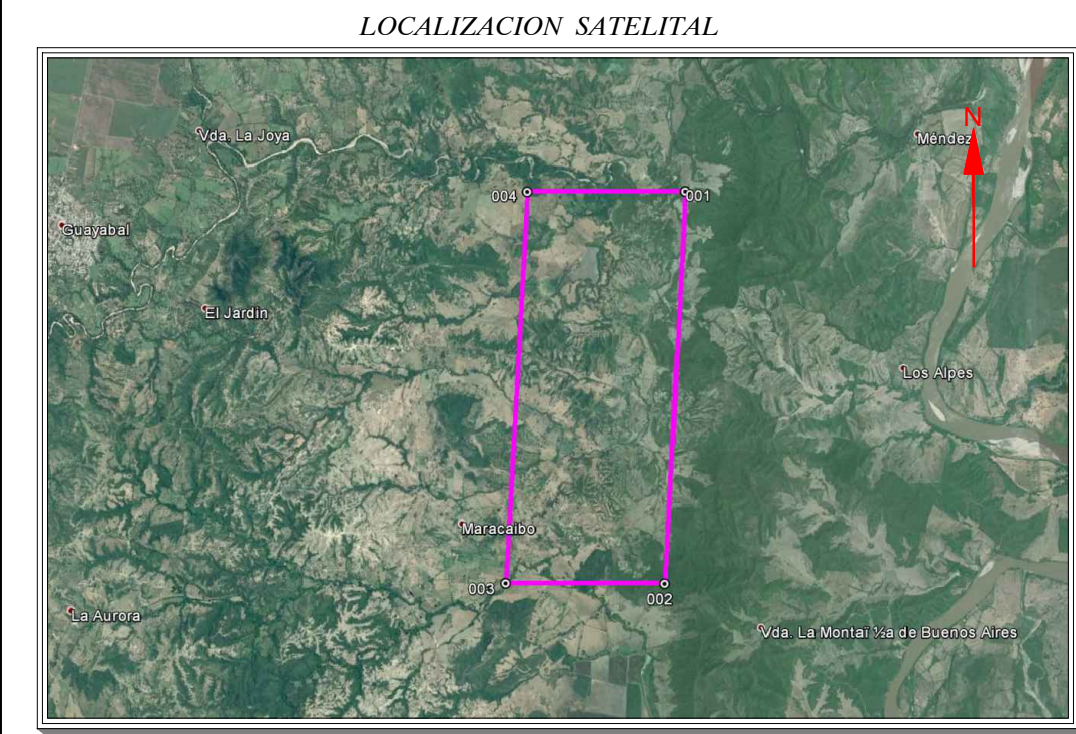 LOCALIZACION SATELITAL
N
Vda. La Joya
Méndez
004
001
Guayabal
El Jardin
Los Alpes
Maracaibo
003
002
La Aurora
Vda. La Montaï ½a de Buenos Aires